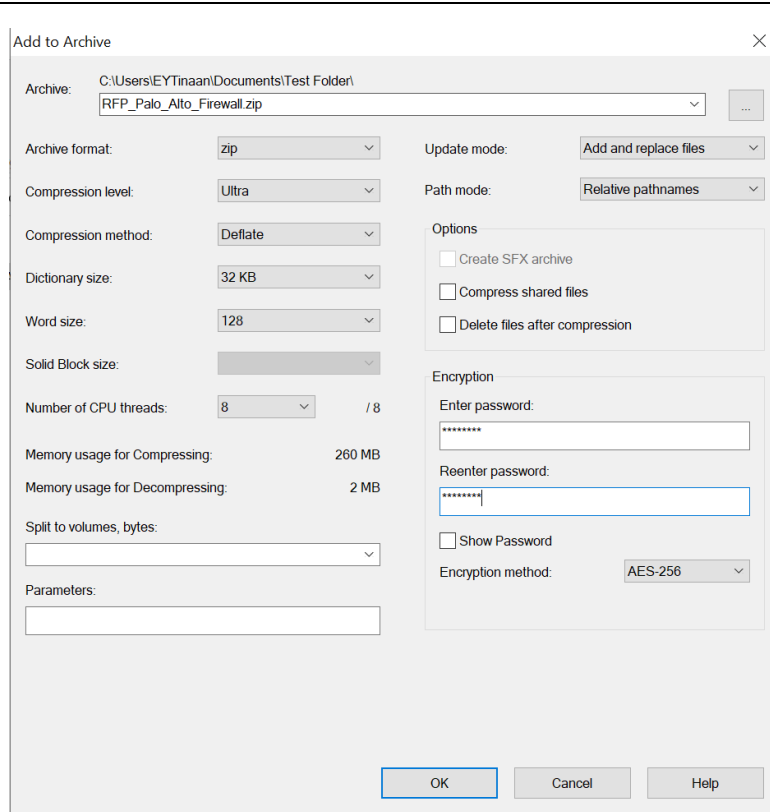 Add to Archive
Archive:
C:\Users\EYTinaan\Documents\Test Folder\
RFP_Palo_Alto_Firewall.zip
...
Archive format:
zip
Compression level:
Ultra
Compression method:
Deflate
Dictionary size:
32 KB
Word size:
128
Solid Block size:
Number of CPU threads:
8
/ 8
Memory usage for Compressing:
260 MB
Memory usage for Decompressing:
2 MB
Split to volumes, bytes:
Parameters:
Update mode:
Add and replace files
Path mode:
Relative pathnames
Options
Create SFX archive
Compress shared files
Delete files after compression
Encryption
Enter password:
********
Reenter password:
********
Show Password
Encryption method:
AES-256
OK
Cancel
Help